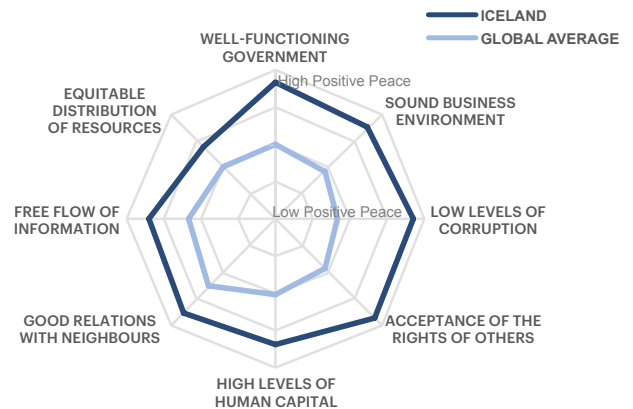 ICELAND
GLOBAL AVERAGE
WELL-FUNCTIONING
GOVERNMENT
High Positive Peace
EQUITABLE
DISTRIBUTION
OF RESOURCES
SOUND BUSINESS
ENVIRONMENT
FREE FLOW OF
INFORMATION
Low Positive Peace
LOW LEVELS OF
CORRUPTION
GOOD RELATIONS
WITH NEIGHBOURS
ACCEPTANCE OF THE
RIGHTS OF OTHERS
HIGH LEVELS OF
HUMAN CAPITAL